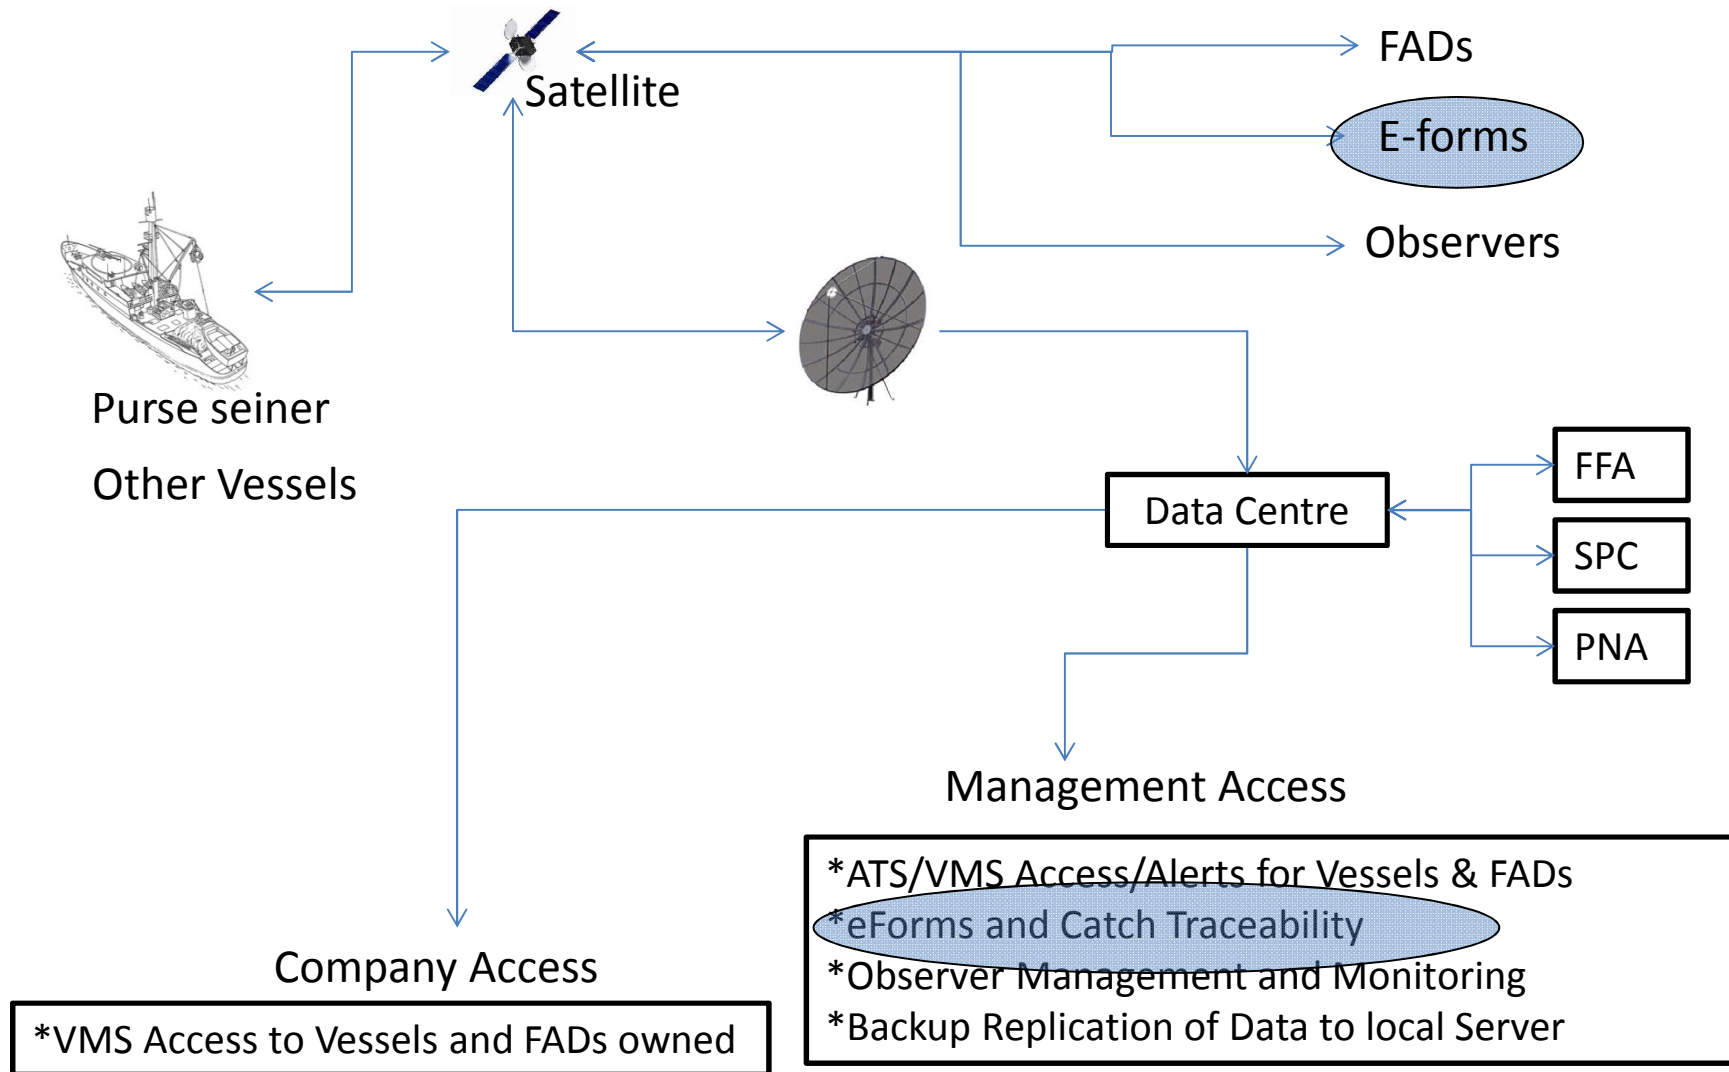 FADs
Satellite
E-forms
Observers
Purse seiner
Other Vessels
FFA
Data Centre
SPC
PNA
Management Access
*ATS/VMS Access/Alerts for Vessels & FADs
*eForms and Catch Traceability
*Observer Management and Monitoring
*Backup Replication of Data to local Server
Company Access
*VMS Access to Vessels and FADs owned